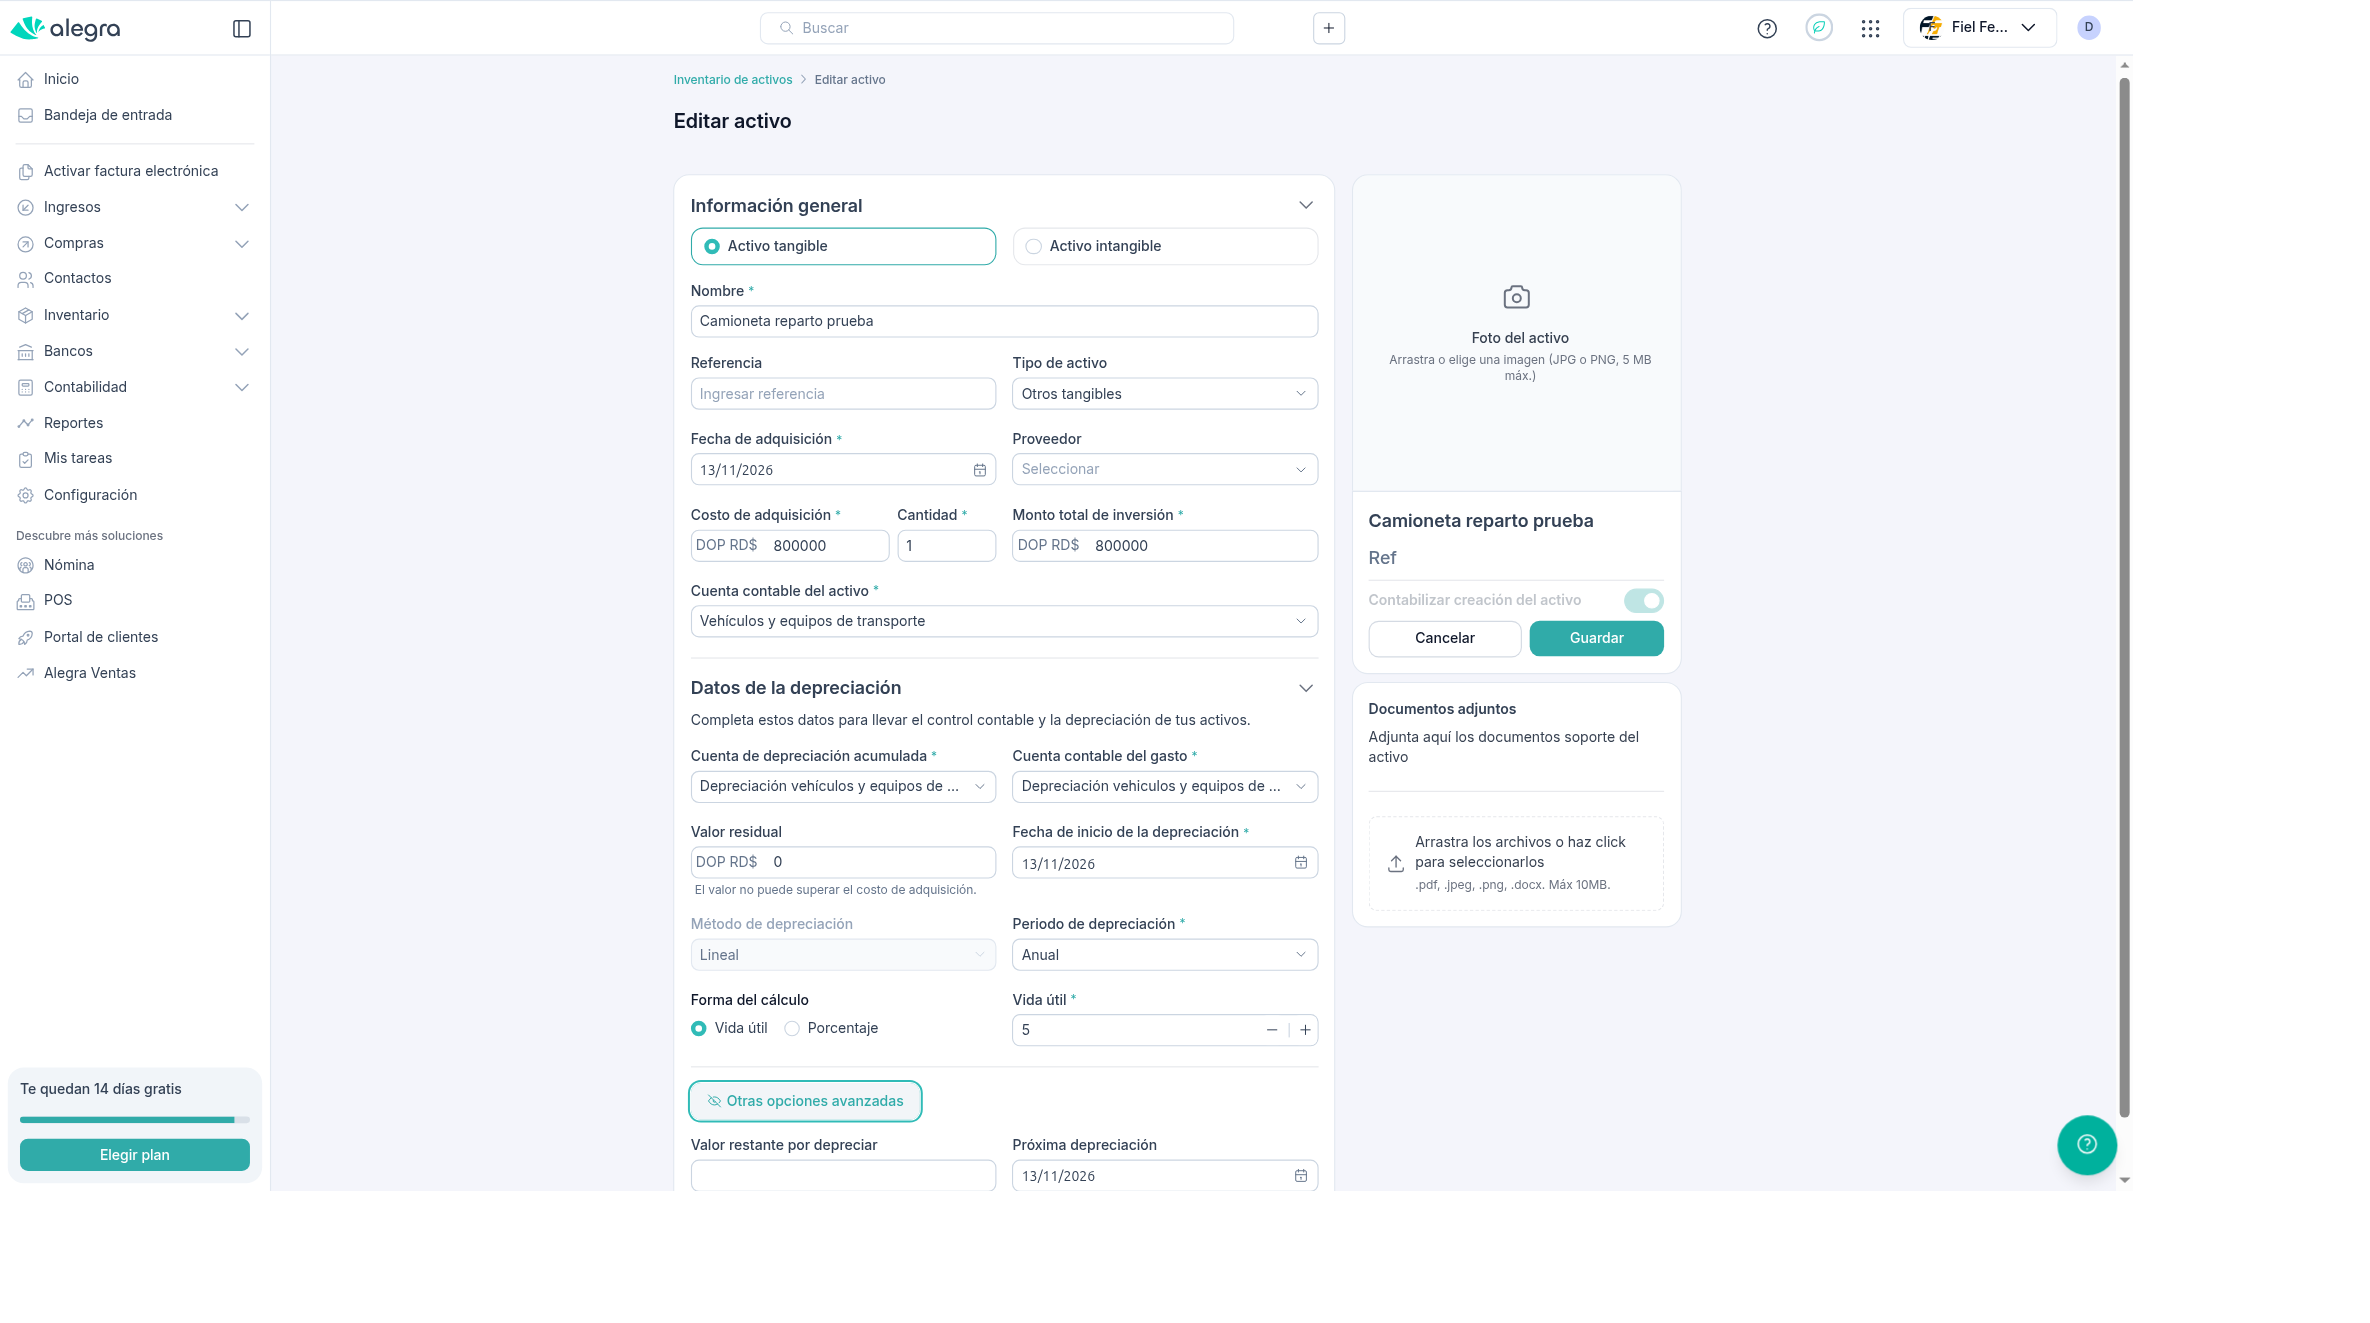 alegra
Buscar
Fiel Fe...
D
Inicio
Bandeja de entrada
Activar factura electrónica
Ingresos
Compras
Contactos
Inventario
Bancos
Contabilidad
Reportes
Mis tareas
Configuración
Descubre más soluciones
Nómina
POS
Portal de clientes
Alegra Ventas
Te quedan 14 días gratis
Elegir plan
Inventario de activos > Editar activo
Editar activo
Información general
Activo tangible
Activo intangible
Nombre *
Camioneta reparto prueba
Referencia
Tipo de activo
Ingresar referencia
Otros tangibles
Fecha de adquisición *
Proveedor
13/11/2026
Seleccionar
Costo de adquisición *
Cantidad *
Monto total de inversión *
DOP RD$ 800000
1
DOP RD$ 800000
Cuenta contable del activo *
Vehículos y equipos de transporte
Datos de la depreciación
Completa estos datos para llevar el control contable y la depreciación de tus activos.
Cuenta de depreciación acumulada *
Cuenta contable del gasto *
Depreciación vehículos y equipos de ...
Depreciación vehiculos y equipos de ...
Valor residual
Fecha de inicio de la depreciación *
DOP RD$ 0
13/11/2026
El valor no puede superar el costo de adquisición.
Método de depreciación
Periodo de depreciación *
Lineal
Anual
Forma del cálculo
Vida útil *
Vida útil
Porcentaje
5
Otras opciones avanzadas
Valor restante por depreciar
Próxima depreciación
13/11/2026
Foto del activo
Arrastra o elige una imagen (JPG o PNG, 5 MB
máx.)
Camioneta reparto prueba
Ref
Contabilizar creación del activo
Cancelar
Guardar
Documentos adjuntos
Adjunta aquí los documentos soporte del
activo
Arrastra los archivos o haz click
para seleccionarlos
.pdf, .jpeg, .png, .docx. Máx 10MB.